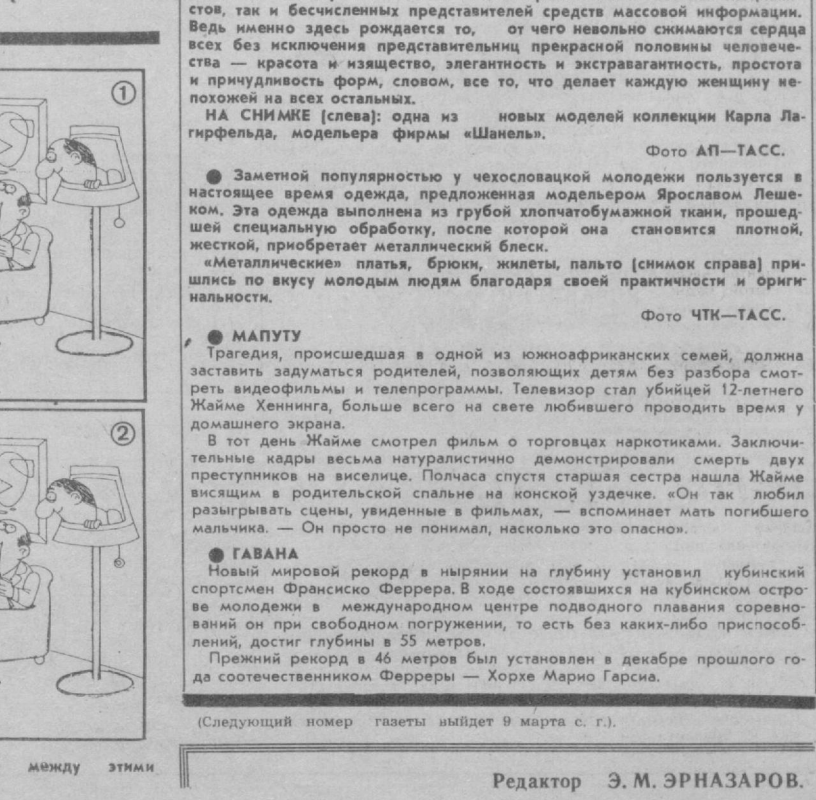 стов, так и бесчисленных представителей средств массовой информации.
Ведь именно здесь рождается то, от чего невольно сжимаются сердца
всех без исключения представительниц прекрасной половины человече-
ства — красота и изящество, элегантность и экстравагантность, простота
и причудливость форм, словом, все то, что делает каждую женщину не-
похожей на всех остальных.
НА СНИМКЕ (слева): одна из новых моделей коллекции Карла Ла-
гирфельда, модельера фирмы «Шанель».
Фото АП—ТАСС.
● Заметной популярностью у чехословацкой молодежи пользуется в
настоящее время одежда, предложенная модельером Ярославом Леше-
ком. Эта одежда выполнена из грубой хлопчатобумажной ткани, прошед-
шей специальную обработку, после которой она становится плотной,
жесткой, приобретает металлический блеск.
«Металлические» платья, брюки, жилеты, пальто (снимок справа) при-
шлись по вкусу молодым людям благодаря своей практичности и ориги-
нальности.
Фото ЧТК—ТАСС.
● МАПУТУ
Трагедия, происшедшая в одной из южноафриканских семей, должна
заставить задуматься родителей, позволяющих детям без разбора смот-
реть видеофильмы и телепрограммы. Телевизор стал убийцей 12-летнего
Жайме Хеннинга, больше всего на свете любившего проводить время у
домашнего экрана.
В тот день Жайме смотрел фильм о торговцах наркотиками. Заключи-
тельные кадры весьма натуралистично демонстрировали смерть двух
преступников на виселице. Полчаса спустя старшая сестра нашла Жайме
висящим в родительской спальне на конской уздечке. «Он так любил
разыгрывать сцены, увиденные в фильмах, — вспоминает мать погибшего
мальчика. — Он просто не понимал, насколько это опасно».
● ГАВАНА
Новый мировой рекорд в нырянии на глубину установил кубинский
спортсмен Франсиско Феррера. В ходе состоявшихся на кубинском остро-
ве молодежи в международном центре подводного плавания соревно-
ваний он при свободном погружении, то есть без каких-либо приспособ-
лений, достиг глубины в 55 метров.
Прежний рекорд в 46 метров был установлен в декабре прошлого го-
да соотечественником Ферреры — Хорхе Марио Гарсиа.
(Следующий номер газеты выйдет 9 марта с. г.).
Редактор Э. М. ЭРНАЗАРОВ.
1
2
между этими